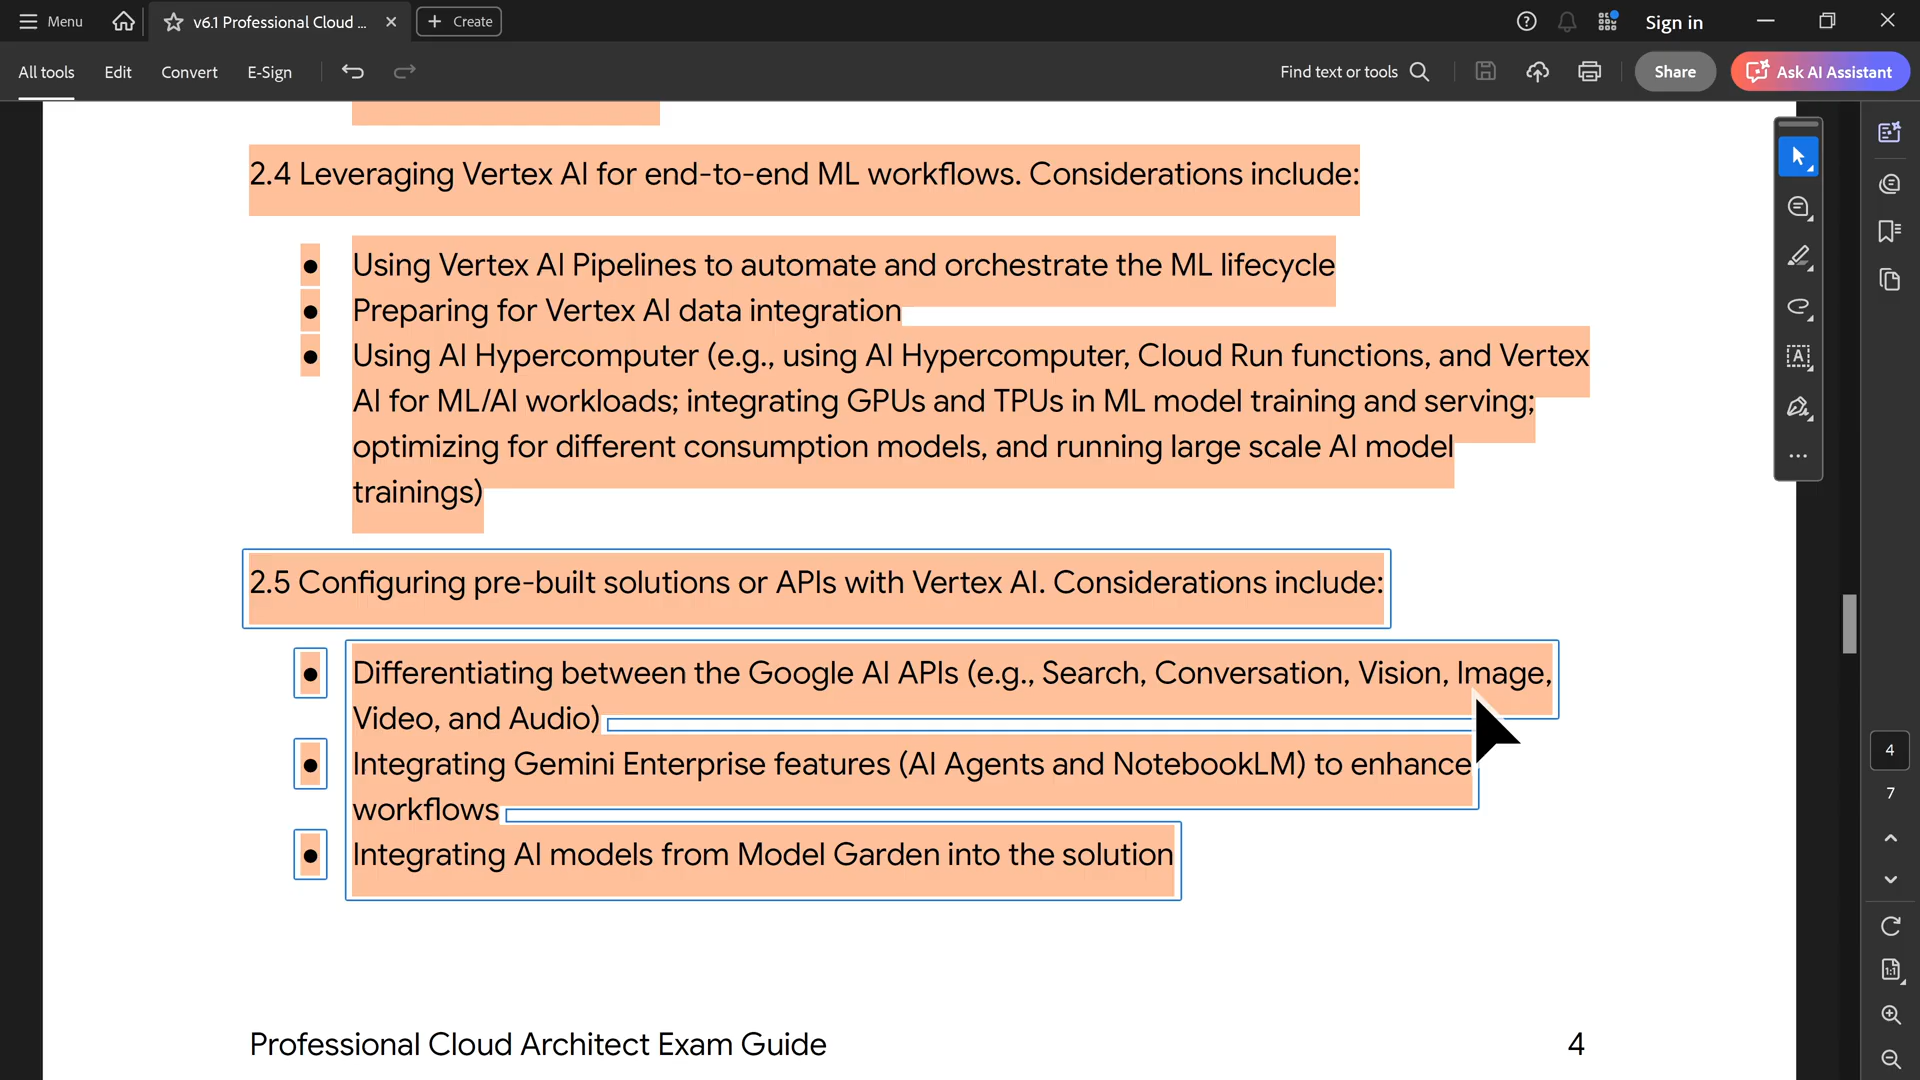 Menu
v6.1 Professional Cloud ...
Create
Sign in
All tools
Edit
Convert
E-Sign
Find text or tools
Share
Ask AI Assistant
2.4 Leveraging Vertex AI for end-to-end ML workflows. Considerations include:
● Using Vertex AI Pipelines to automate and orchestrate the ML lifecycle
● Preparing for Vertex AI data integration
● Using AI Hypercomputer (e.g., using AI Hypercomputer, Cloud Run functions, and Vertex
AI for ML/AI workloads; integrating GPUs and TPUs in ML model training and serving;
optimizing for different consumption models, and running large scale AI model
trainings)
2.5 Configuring pre-built solutions or APIs with Vertex AI. Considerations include:
● Differentiating between the Google AI APIs (e.g., Search, Conversation, Vision, Image,
Video, and Audio)
● Integrating Gemini Enterprise features (AI Agents and NotebookLM) to enhance
workflows
● Integrating AI models from Model Garden into the solution
Professional Cloud Architect Exam Guide
4
4
7
1:1